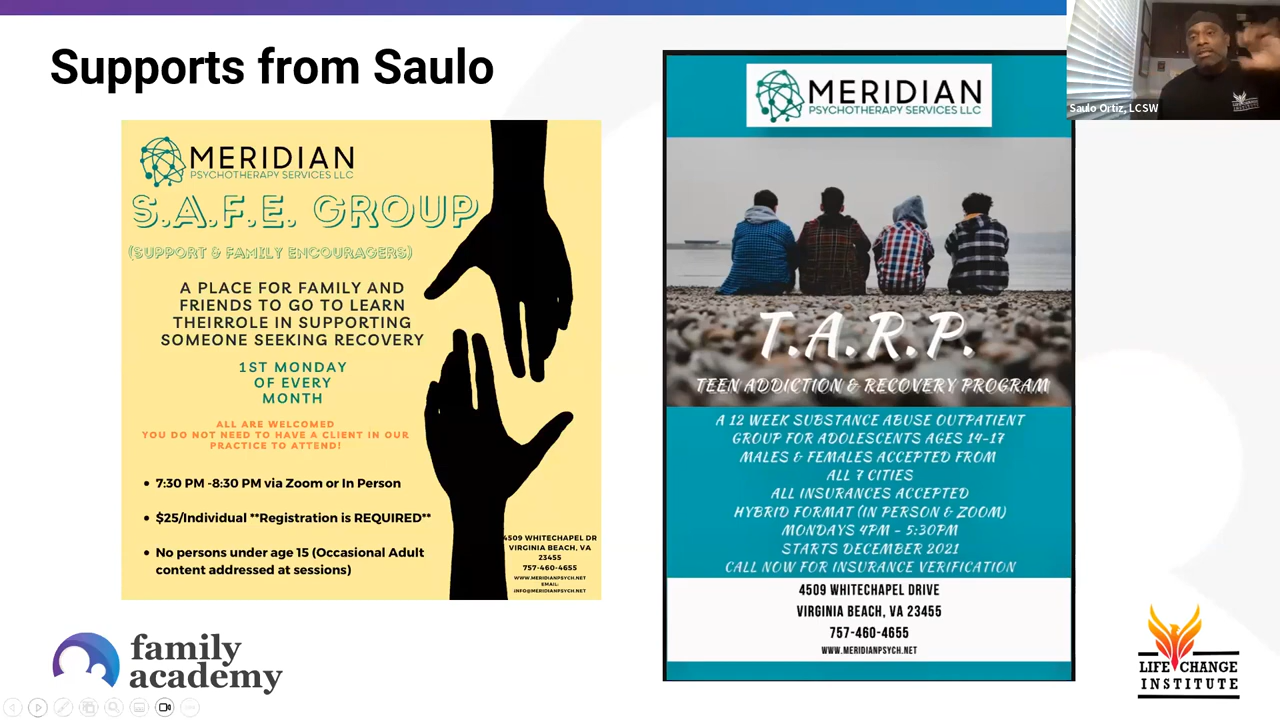 Supports from Saulo
MERIDIAN
PSYCHOTHERAPY SERVICES LLC
S.A.F.E. GROUP
(SUPPORT & FAMILY ENCOURAGERS)
A PLACE FOR FAMILY AND
FRIENDS TO GO TO LEARN
THEIRROLE IN SUPPORTING
SOMEONE SEEKING RECOVERY
1ST MONDAY
OF EVERY
MONTH
ALL ARE WELCOMED
YOU DO NOT NEED TO HAVE A CLIENT IN OUR
PRACTICE TO ATTEND!
• 7:30 PM -8:30 PM via Zoom or In Person
• $25/Individual **Registration is REQUIRED**
• No persons under age 15 (Occasional Adult
content addressed at sessions)
4509 WHITECHAPEL DR
VIRGINIA BEACH, VA
23455
757-460-4655
WWW.MERIDIANPSYCH.NET
EMAIL:
INFO@MERIDIANPSYCH.NET
MERIDIAN
PSYCHOTHERAPY SERVICES LLC
T.A.R.P.
TEEN ADDICTION & RECOVERY PROGRAM
A 12 WEEK SUBSTANCE ABUSE OUTPATIENT
GROUP FOR ADOLESCENTS AGES 14-17
MALES & FEMALES ACCEPTED FROM
ALL 7 CITIES
ALL INSURANCES ACCEPTED
HYBRID FORMAT (IN PERSON & ZOOM)
MONDAYS 4PM - 5:30PM
STARTS DECEMBER 2021
CALL NOW FOR INSURANCE VERIFICATION
4509 WHITECHAPEL DRIVE
VIRGINIA BEACH, VA 23455
757-460-4655
WWW.MERIDIANPSYCH.NET
Saulo Ortiz, LCSW
family
academy
LIFE CHANGE
INSTITUTE